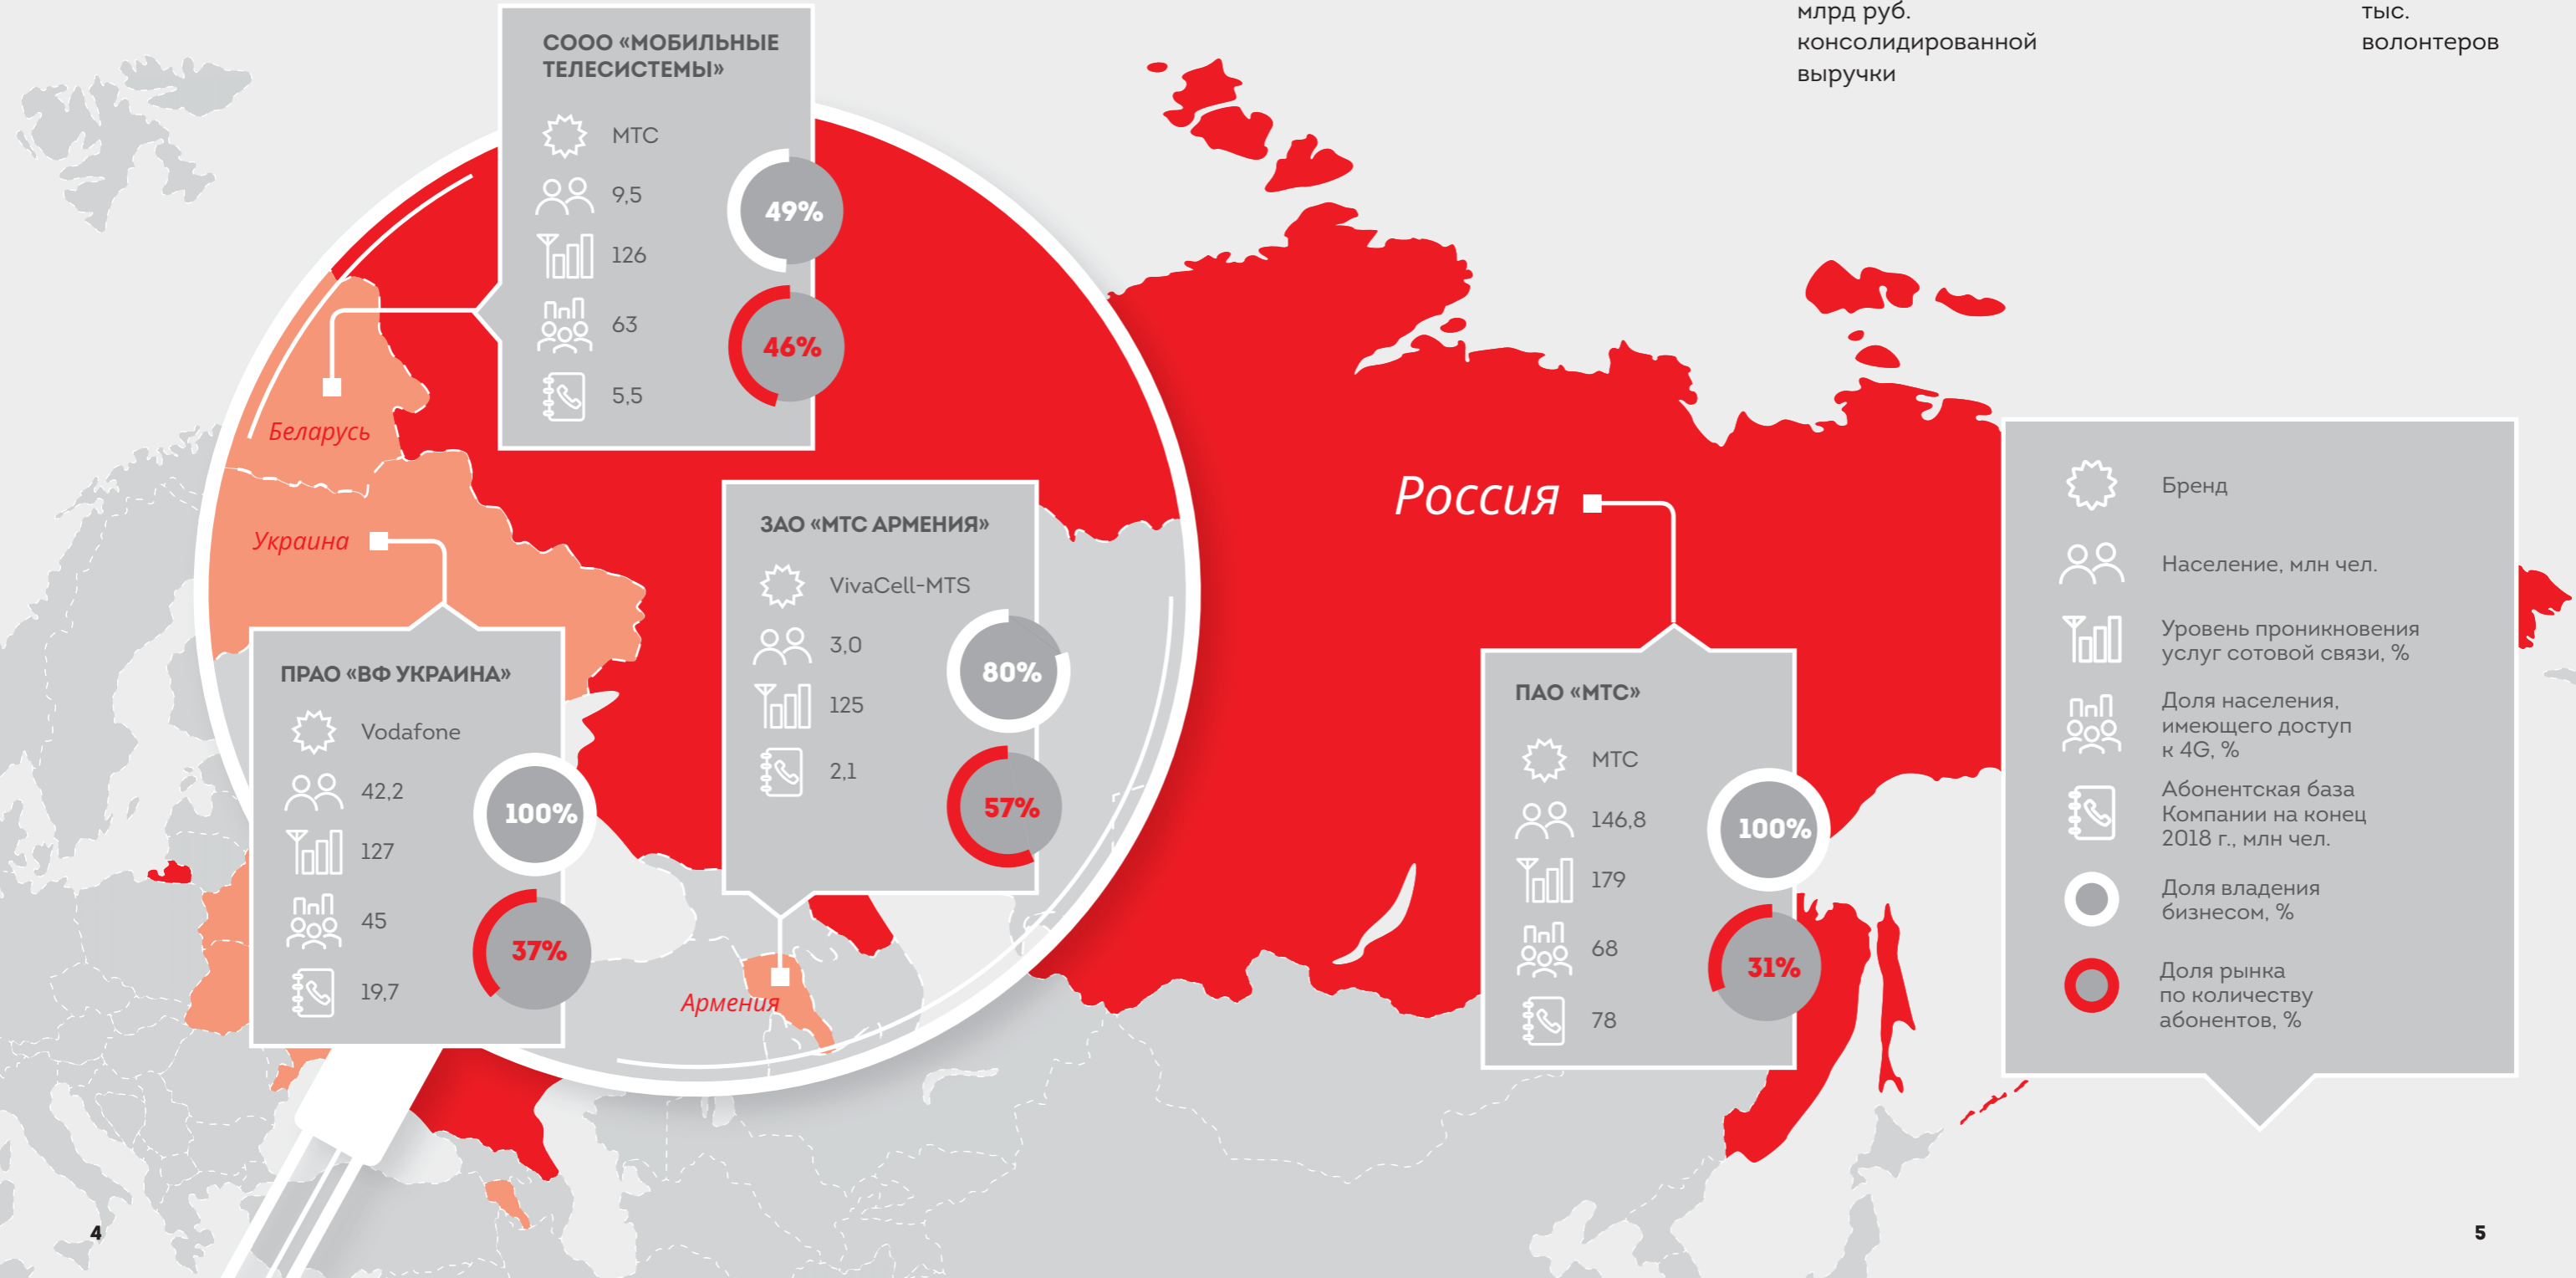 млрд руб.
консолидированной
выручки
тыс.
волонтеров
СООО «МОБИЛЬНЫЕ
ТЕЛЕСИСТЕМЫ»
МТС
9,5
126
63
5,5
49%
46%
Беларусь
Украина
ПРАО «ВФ УКРАИНА»
Vodafone
42,2
127
45
19,7
100%
37%
ЗАО «МТС АРМЕНИЯ»
VivaCell-MTS
3,0
125
2,1
80%
57%
Армения
Россия
ПАО «МТС»
МТС
146,8
179
68
78
100%
31%
Бренд
Население, млн чел.
Уровень проникновения
услуг сотовой связи, %
Доля населения,
имеющего доступ
к 4G, %
Абонентская база
Компании на конец
2018 г., млн чел.
Доля владения
бизнесом, %
Доля рынка
по количеству
абонентов, %
4
5